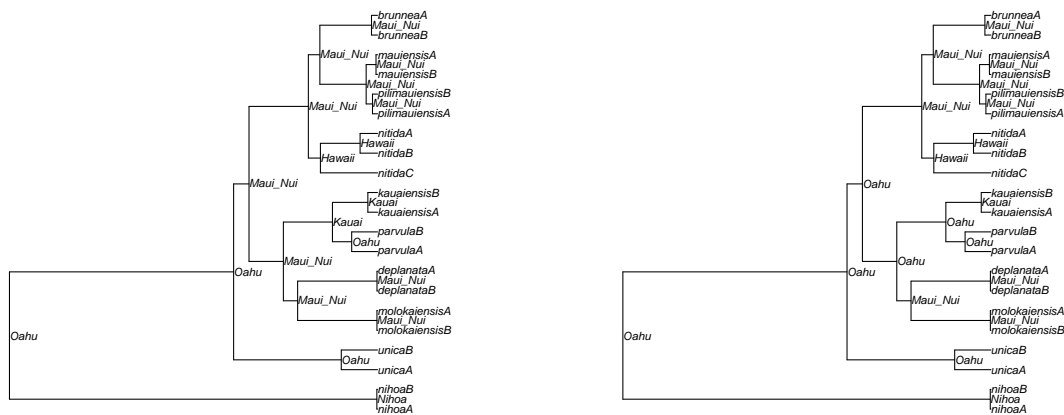 brunneaA
Maui_Nui
brunneaB
Maui_Nui
mauiensisA
Maui_Nui
mauiensisB
Maui_Nui
pilimauiensisB
Maui_Nui
pilimauiensisA
Maui_Nui
nitidaA
Hawaii
nitidaB
Hawaii
nitidaC
Maui_Nui
kauaiensisB
Kauai
kauaiensisA
Kauai
parvulaB
Oahu
parvulaA
Maui_Nui
deplanataA
Maui_Nui
deplanataB
Maui_Nui
molokaiensisA
Maui_Nui
molokaiensisB
Oahu
unicaB
Oahu
unicaA
Oahu
nihoaB
Nihoa
nihoaA
brunneaA
Maui_Nui
brunneaB
Maui_Nui
mauiensisA
Maui_Nui
mauiensisB
Maui_Nui
pilimauiensisB
Maui_Nui
pilimauiensisA
Maui_Nui
nitidaA
Hawaii
nitidaB
Hawaii
nitidaC
Oahu
kauaiensisB
Kauai
kauaiensisA
Oahu
parvulaB
Oahu
parvulaA
Oahu
deplanataA
Maui_Nui
deplanataB
Maui_Nui
molokaiensisA
Maui_Nui
molokaiensisB
Oahu
unicaB
Oahu
unicaA
Oahu
nihoaB
Nihoa
nihoaA